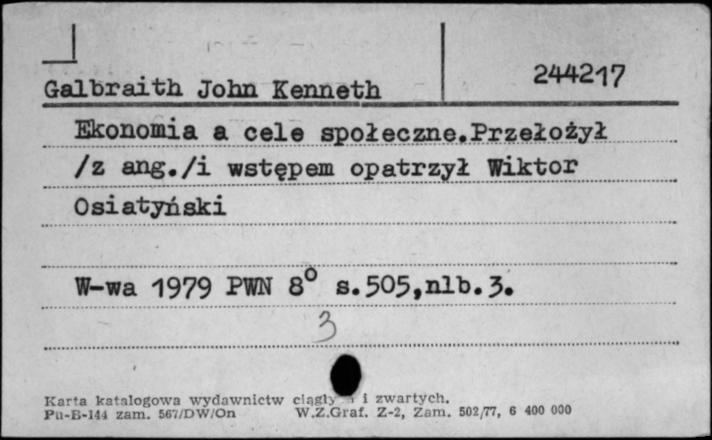 244217
Galbraith John Kenneth
Ekonomia a cele społeczne.Przełożył
/z ang./i wstępem opatrzył Wiktor
Osiatyński
W-wa 1979 PWN 8° s.505,nlb.3.
3
Karta katalogowa wydawnictw i zwartych.
Pu-B-144 zam. 567/DW/On W.Z.Graf. Z-2, Zam. 502/77, 6 400 000